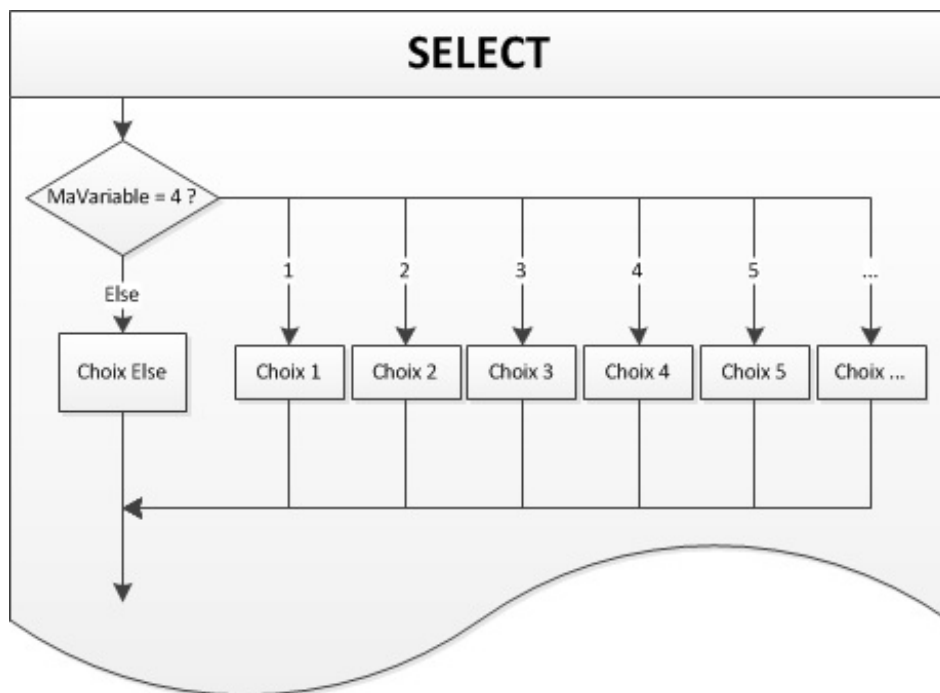 SELECT
MaVariable = 4 ?
1
2
3
4
5
...
Else
Choix Else
Choix 1
Choix 2
Choix 3
Choix 4
Choix 5
Choix ...